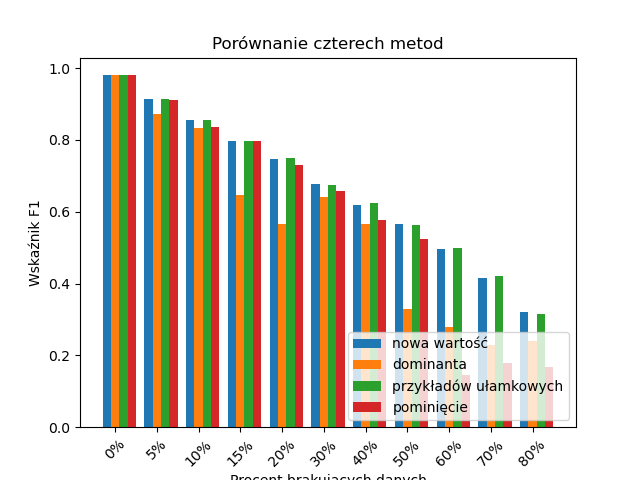 Porównanie czterech metod
Wskaźnik F1
1.0
0.8
0.6
0.4
0.2
0.0
nowa wartość
dominanta
przykładów ułamkowych
pominięcie
0% 5% 10% 15% 20% 30% 40% 50% 60% 70% 80%
Procent brakujących danych